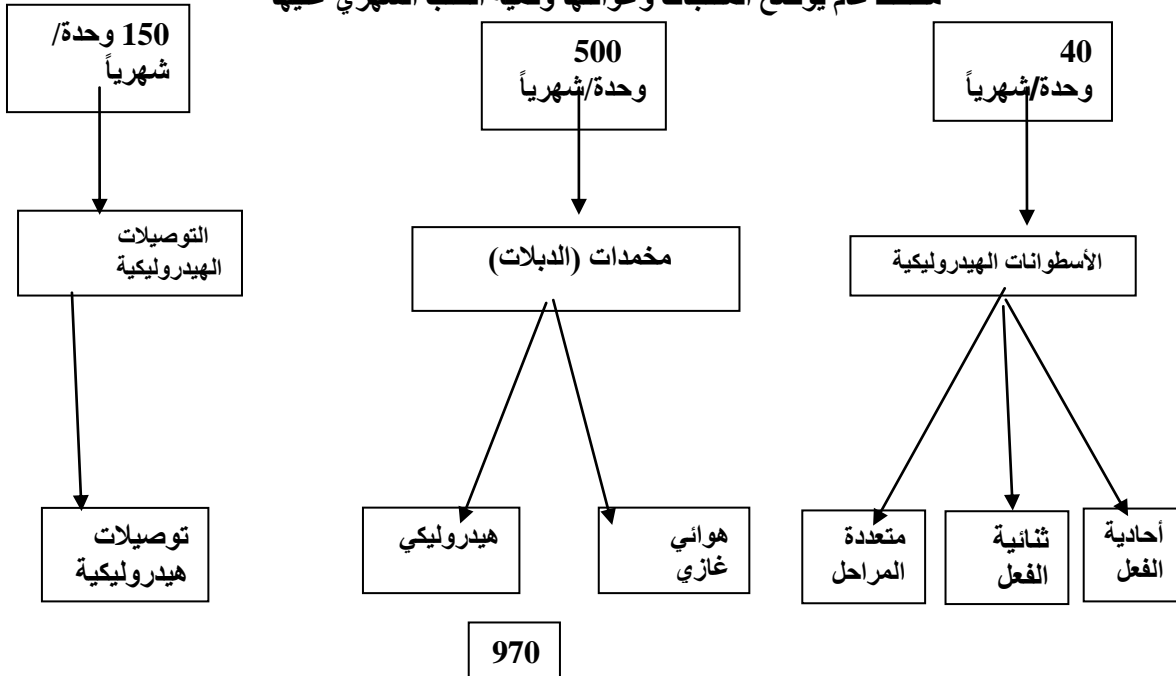 40
وحدة/شهرياً
500
وحدة/شهرياً
150 وحدة/
شهرياً
الأسطوانات الهيدروليكية
مخمدات (الدبلات)
التوصيلات
الهيدروليكية
أحادية
الفعل
ثنائية
الفعل
متعددة
المراحل
هوائي
غازي
هيدروليكي
توصيلات
هيدروليكية
970